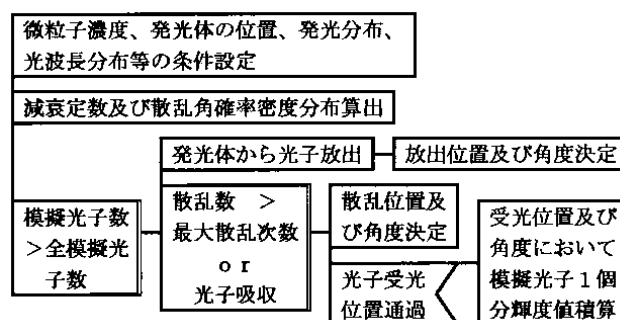 微粒子濃度、発光体の位置、発光分布、
光波長分布等の条件設定
減衰定数及び散乱角確率密度分布算出
発光体から光子放出
放出位置及び角度決定
模擬光子数
＞全模擬光
子数
散乱数 ＞
最大散乱次数
ｏｒ
光子吸収
散乱位置及
び角度決定
光子受光
位置通過
受光位置及び
角度において
模擬光子１個
分輝度値積算